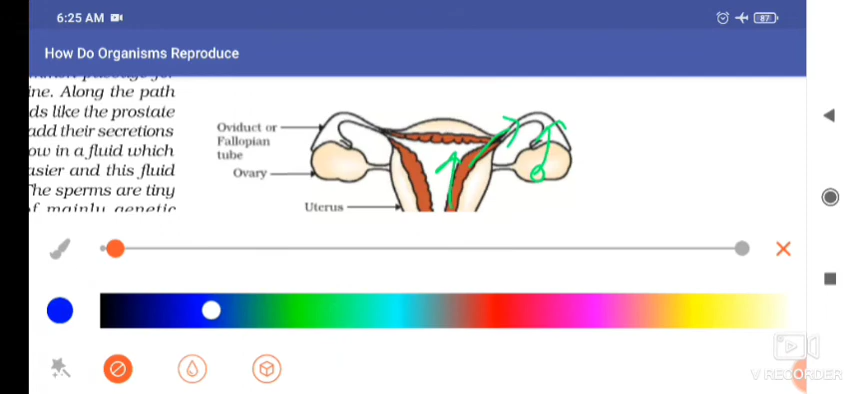 6:25 AM
87
How Do Organisms Reproduce
ine. Along the path
ds like the prostate
add their secretions
ow in a fluid which
asier and this fluid
The sperms are tiny
f mainly genetic
Oviduct or
Fallopian
tube
Ovary
Uterus
V RECORDER